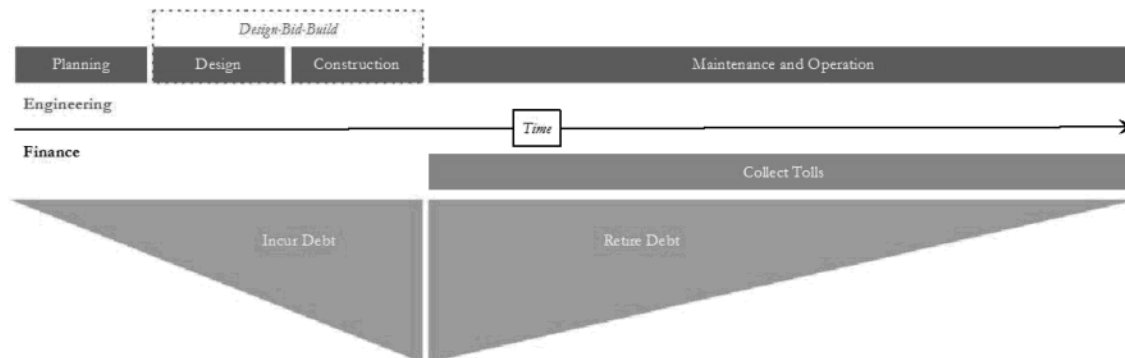 Design-Bid-Build
Planning
Design
Construction
Maintenance and Operation
Engineering
Time
Finance
Collect Tolls
Incur Debt
Retire Debt